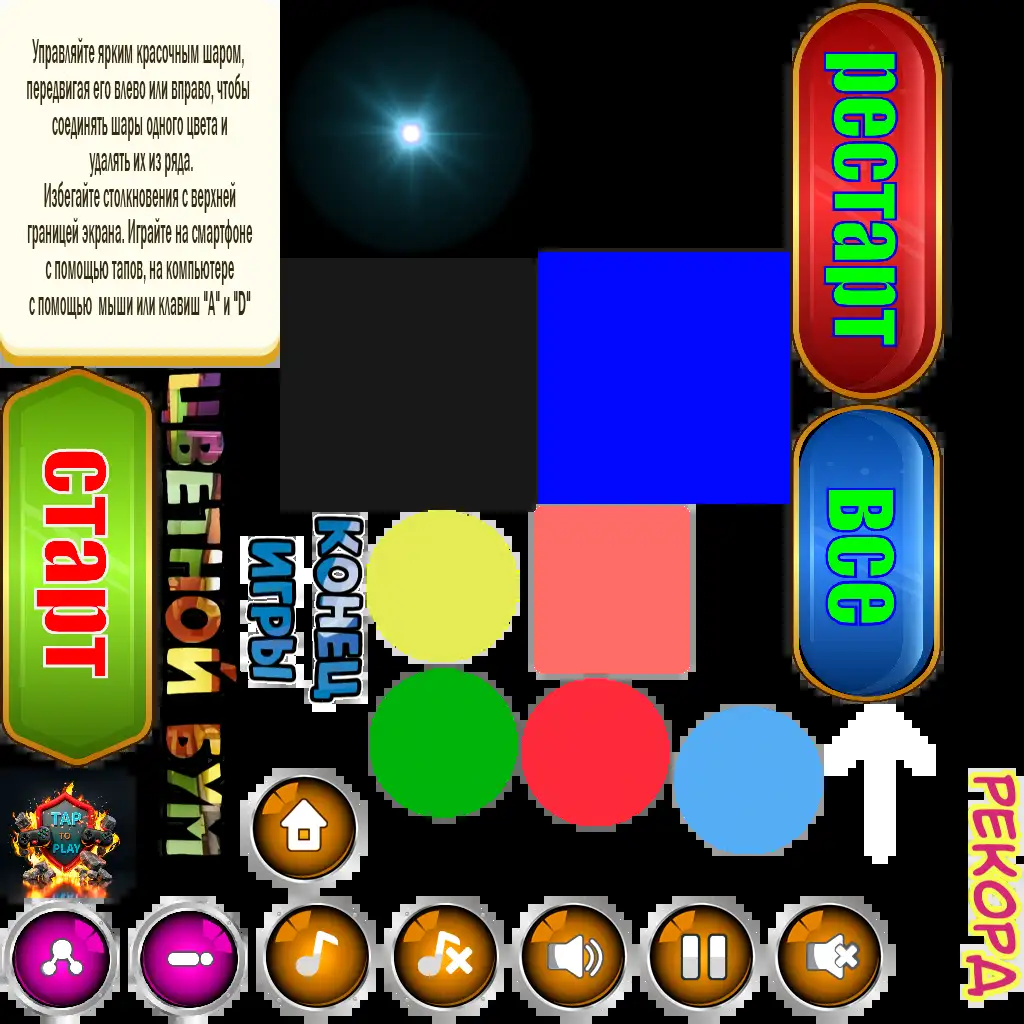 Управляйте ярким красочным шаром,
передвигая его влево или вправо, чтобы
соединять шары одного цвета и
удалять их из ряда.
Избегайте столкновения с верхней
границей экрана. Играйте на смартфоне
с помощью тапов, на компьютере
с помощью мыши или клавиш "A" и "D"
рестарт
старт
ЦВЕТНОЙ БУМ
КОНЕЦ
ИГРЫ
все
TAP
TO
PLAY
РЕКОРД